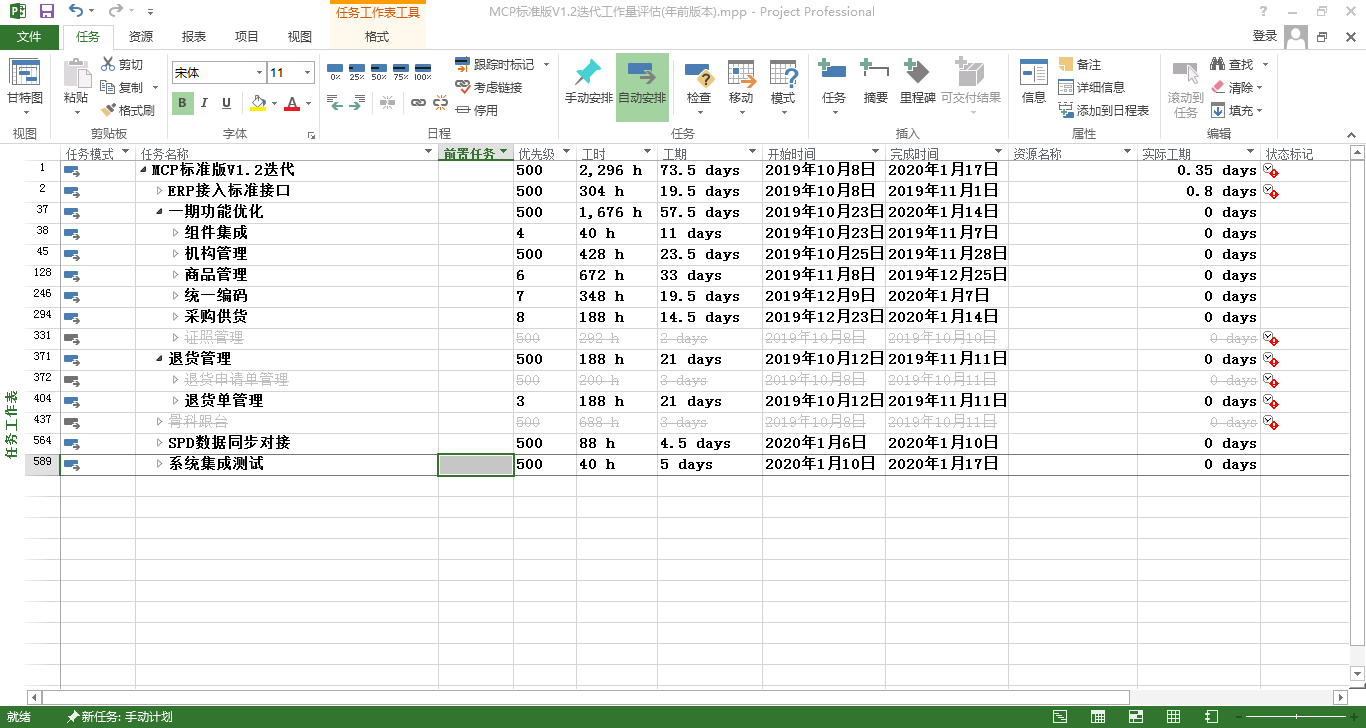 MCP标准版V1.2迭代工作量评估(年前版本).mpp - Project Professional
任务工作表工具
文件 任务 资源 报表 项目 视图 格式 登录
甘特图 粘贴 剪切 复制 格式刷
宋体 11
B I U A
0% 25% 50% 75% 100%
跟踪时标记 考虑链接 停用
手动安排 自动安排 检查 移动 模式
任务 摘要 里程碑 可交付结果
信息 备注 详细信息 添加到日程表
滚动到任务 查找 清除 填充
视图 剪贴板 字体 日程 任务 插入 属性 编辑
任务模式 任务名称 前置任务 优先级 工时 工期 开始时间 完成时间 资源名称 实际工期 状态标记
1 MCP标准版V1.2迭代 500 2,296 h 73.5 days 2019年10月8日 2020年1月17日 0.35 days
2 ERP接入标准接口 500 304 h 19.5 days 2019年10月8日 2019年11月1日 0.8 days
37 一期功能优化 500 1,676 h 57.5 days 2019年10月23日 2020年1月14日 0 days
38 组件集成 4 40 h 11 days 2019年10月23日 2019年11月7日 0 days
45 机构管理 500 428 h 23.5 days 2019年10月25日 2019年11月28日 0 days
128 商品管理 6 672 h 33 days 2019年11月8日 2019年12月25日 0 days
246 统一编码 7 348 h 19.5 days 2019年12月9日 2020年1月7日 0 days
294 采购供货 8 188 h 14.5 days 2019年12月23日 2020年1月14日 0 days
331 证照管理 500 292 h 2 days 2019年10月8日 2019年10月10日 0 days
371 退货管理 500 188 h 21 days 2019年10月12日 2019年11月11日 0 days
372 退货申请单管理 500 200 h 3 days 2019年10月8日 2019年10月11日 0 days
404 退货单管理 3 188 h 21 days 2019年10月12日 2019年11月11日 0 days
437 骨科跟台 500 688 h 3 days 2019年10月8日 2019年10月11日 0 days
564 SPD数据同步对接 500 88 h 4.5 days 2020年1月6日 2020年1月10日 0 days
589 系统集成测试 500 40 h 5 days 2020年1月10日 2020年1月17日 0 days
任务工作表
就绪 新任务: 手动计划